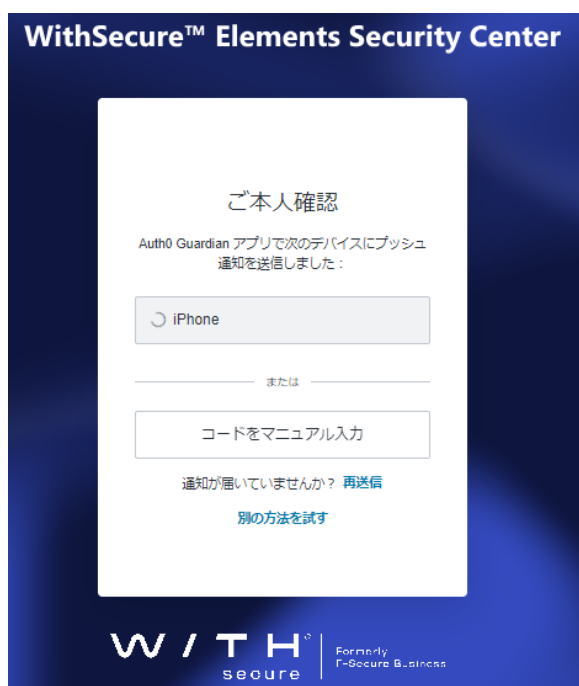 WithSecure™ Elements Security Center
ご本人確認
Auth0 Guardian アプリで次のデバイスにプッシュ
通知を送信しました：
iPhone
または
コードをマニュアル入力
通知が届いていませんか？ 再送信
別の方法を試す
WITH°
secure
Formerly
F-Secure Business